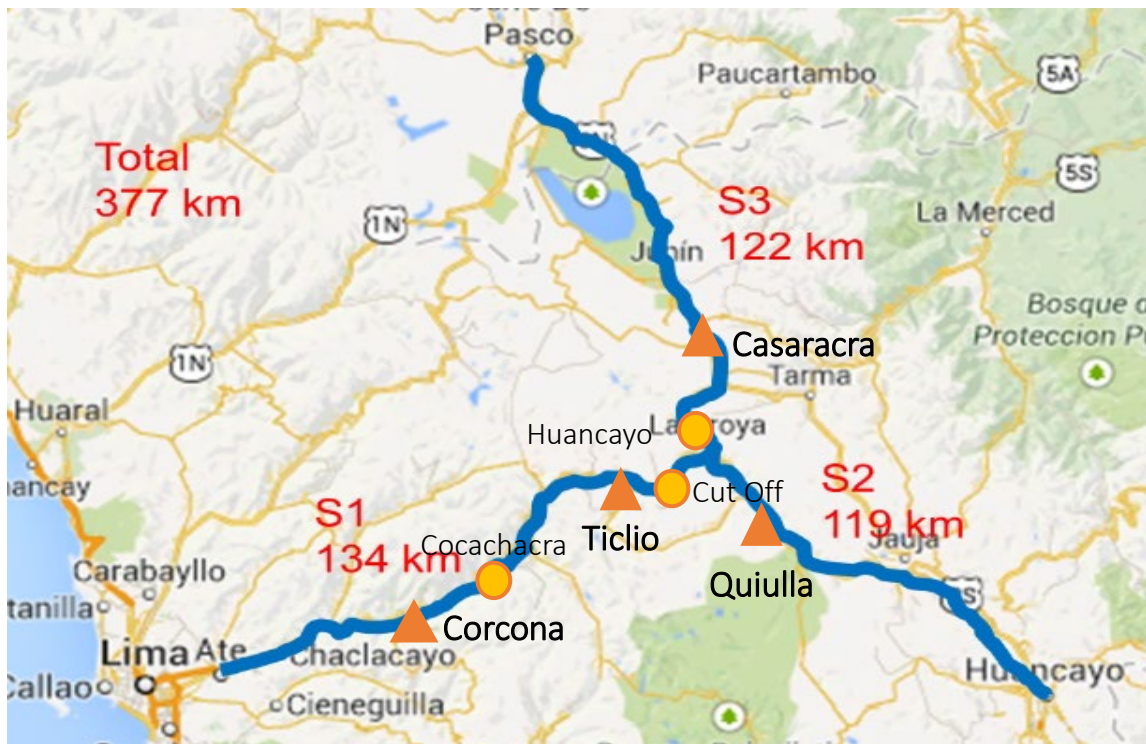 Pasco
Paucartambo
5A
Total
377 km
5S
S3
122 km
1N
La Merced
Junín
Bosque d
Proteccion P
Casaracra
1N
Tarma
Huaral
Huancayo
La Oroya
ancay
S2
119 km
Cut Off
S1
134 km
Ticlio
Cocachacra
Jauja
Carabayllo
Quiulla
tanilla
Corcona
Lima
Ate
Chaclacayo
Huancayo
Callao
Cieneguilla